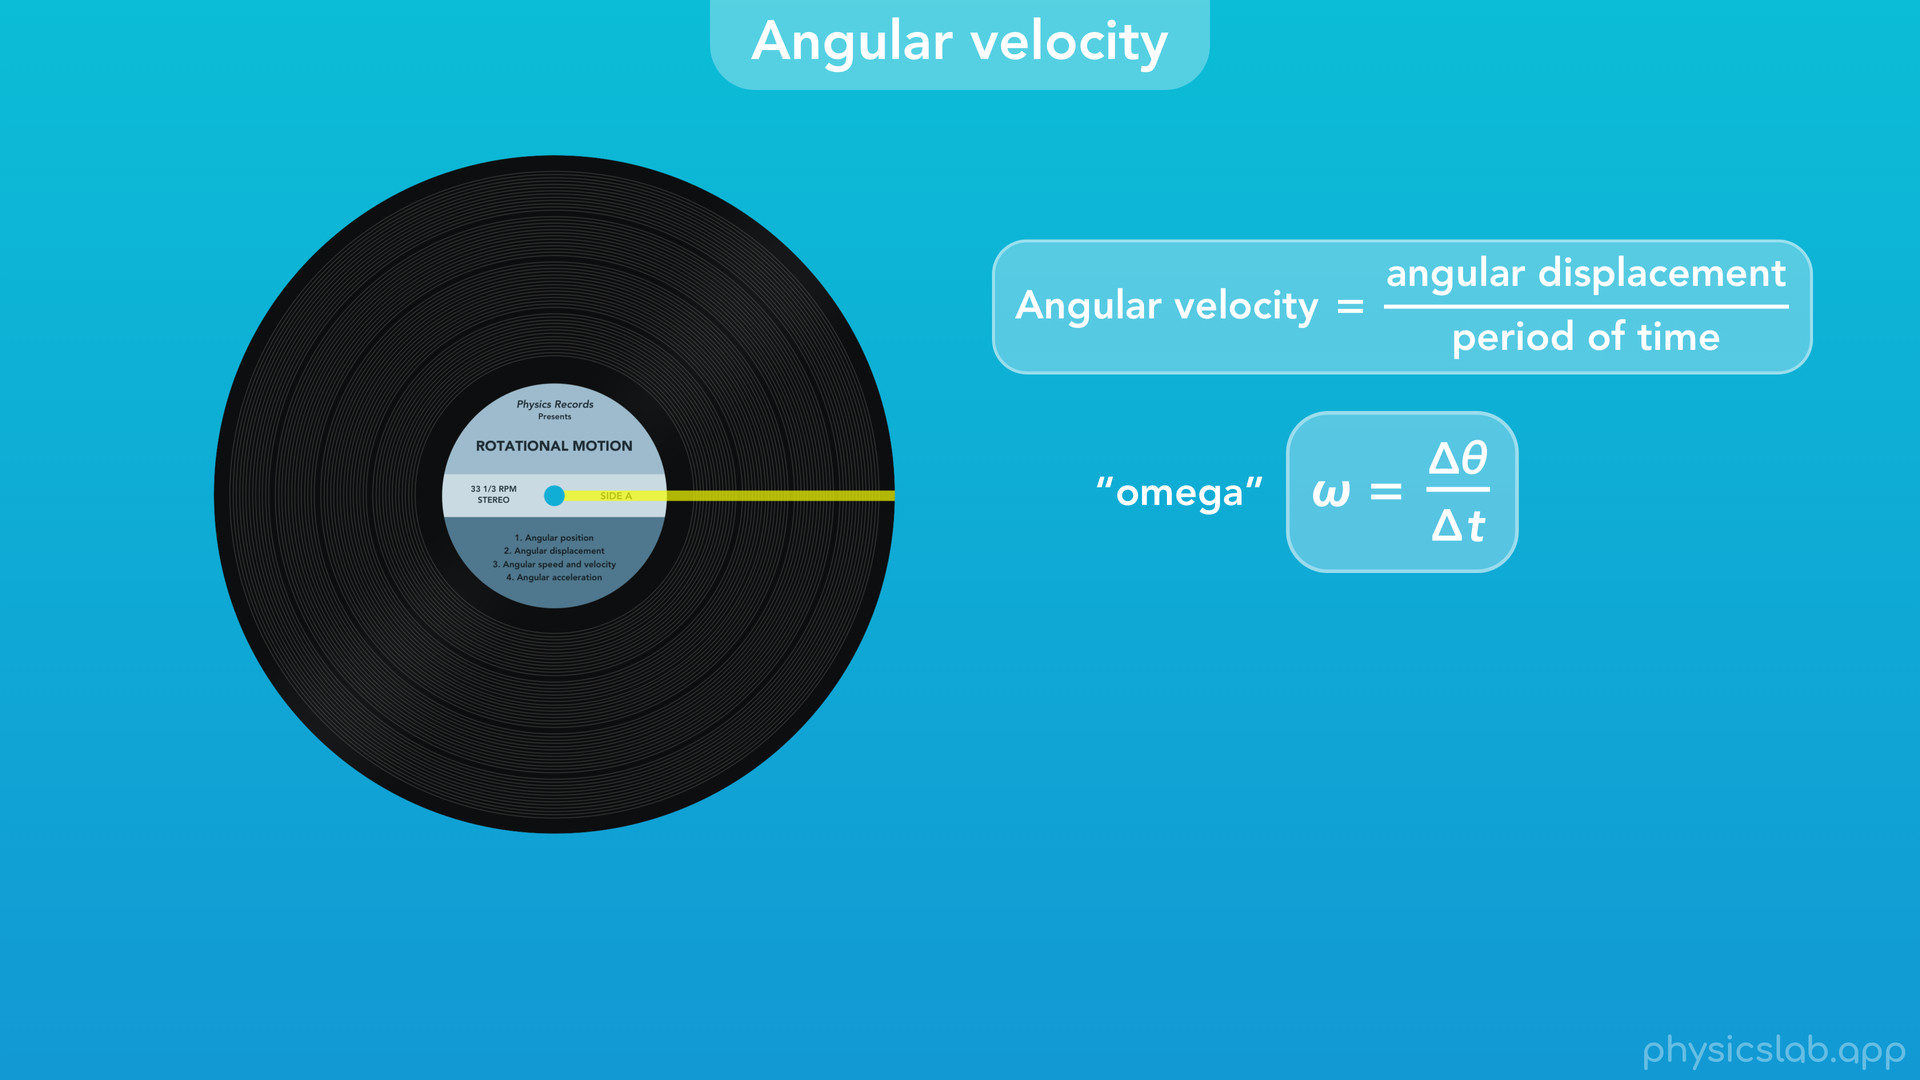 Angular velocity
Physics Records
Presents
ROTATIONAL MOTION
33 1/3 RPM
STEREO
SIDE A
1. Angular position
2. Angular displacement
3. Angular speed and velocity
4. Angular acceleration
Angular velocity = angular displacement / period of time
“omega” ω = Δθ / Δt
physicslab.app